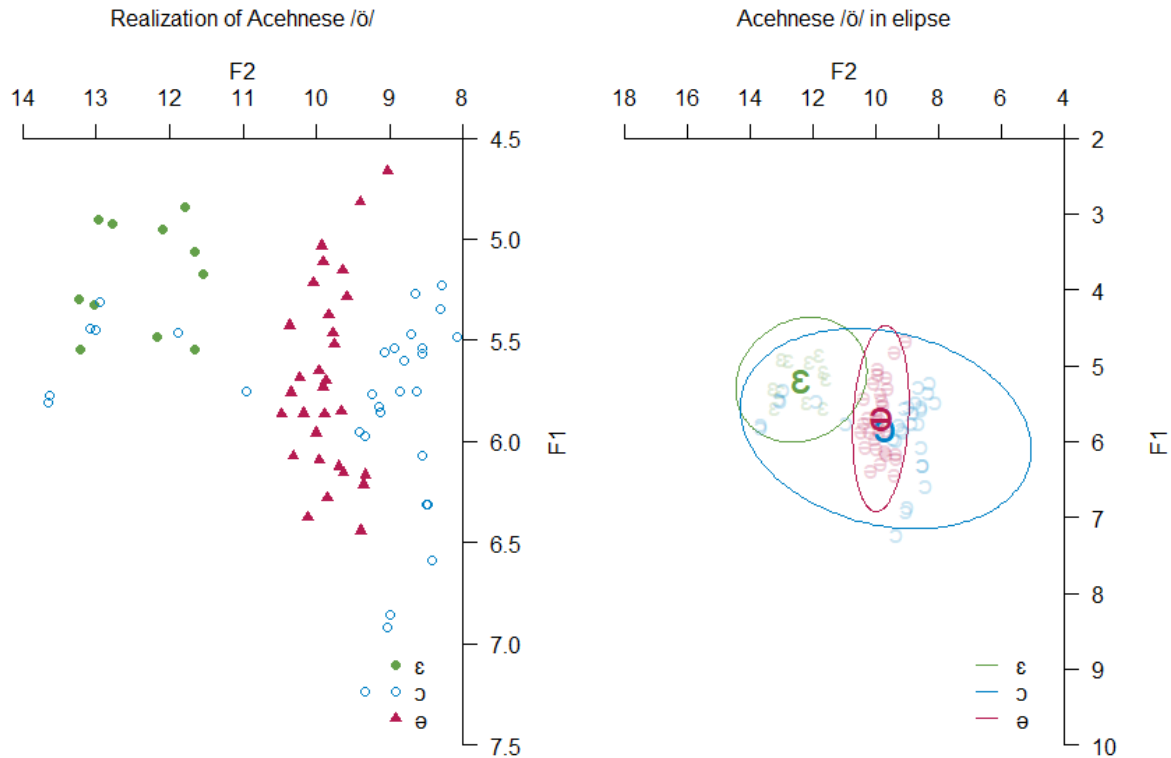 Realization of Acehnese /ö/
F2
14 13 12 11 10 9 8
4.5
5.0
5.5
6.0
6.5
7.0
7.5
F1
ɛ
ɔ
ə
Acehnese /ö/ in elipse
F2
18 16 14 12 10 8 6 4
2
3
4
5
6
7
8
9
10
F1
ɛ
ə
ɔ
ɛ
ɔ
ə